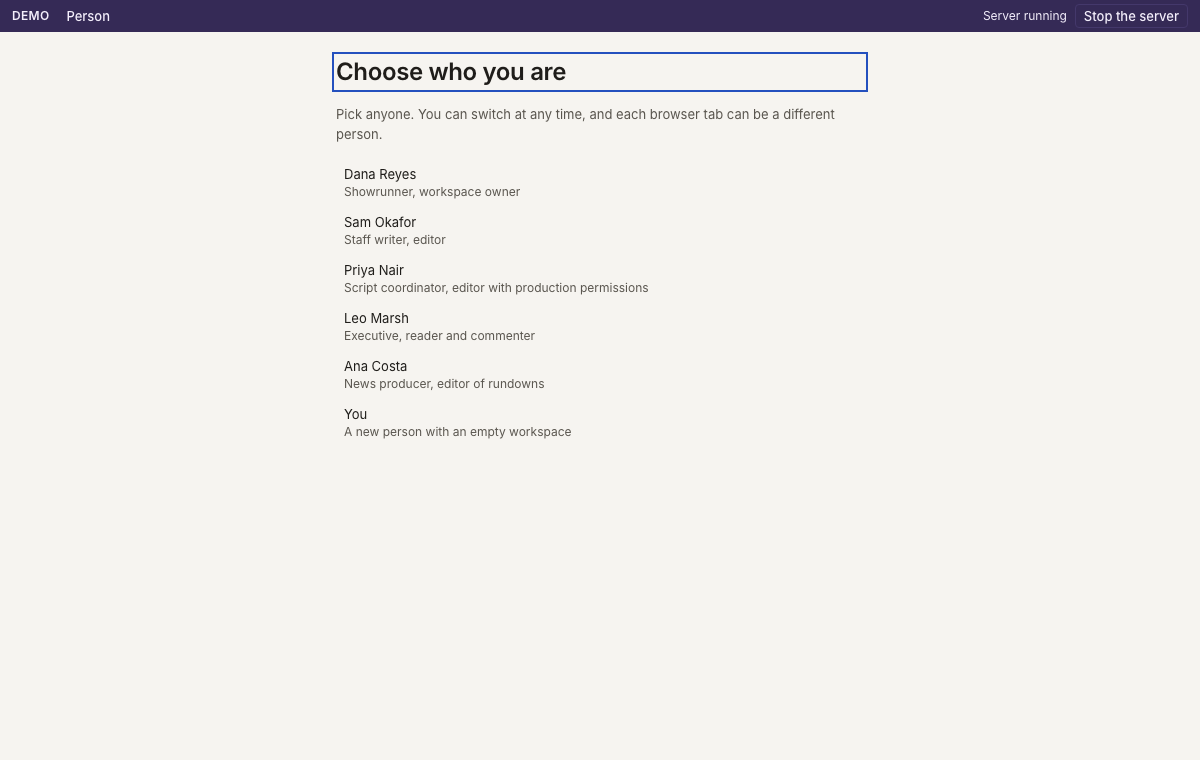 DEMO Person Server running Stop the server
Choose who you are
Pick anyone. You can switch at any time, and each browser tab can be a different
person.
Dana Reyes
Showrunner, workspace owner
Sam Okafor
Staff writer, editor
Priya Nair
Script coordinator, editor with production permissions
Leo Marsh
Executive, reader and commenter
Ana Costa
News producer, editor of rundowns
You
A new person with an empty workspace